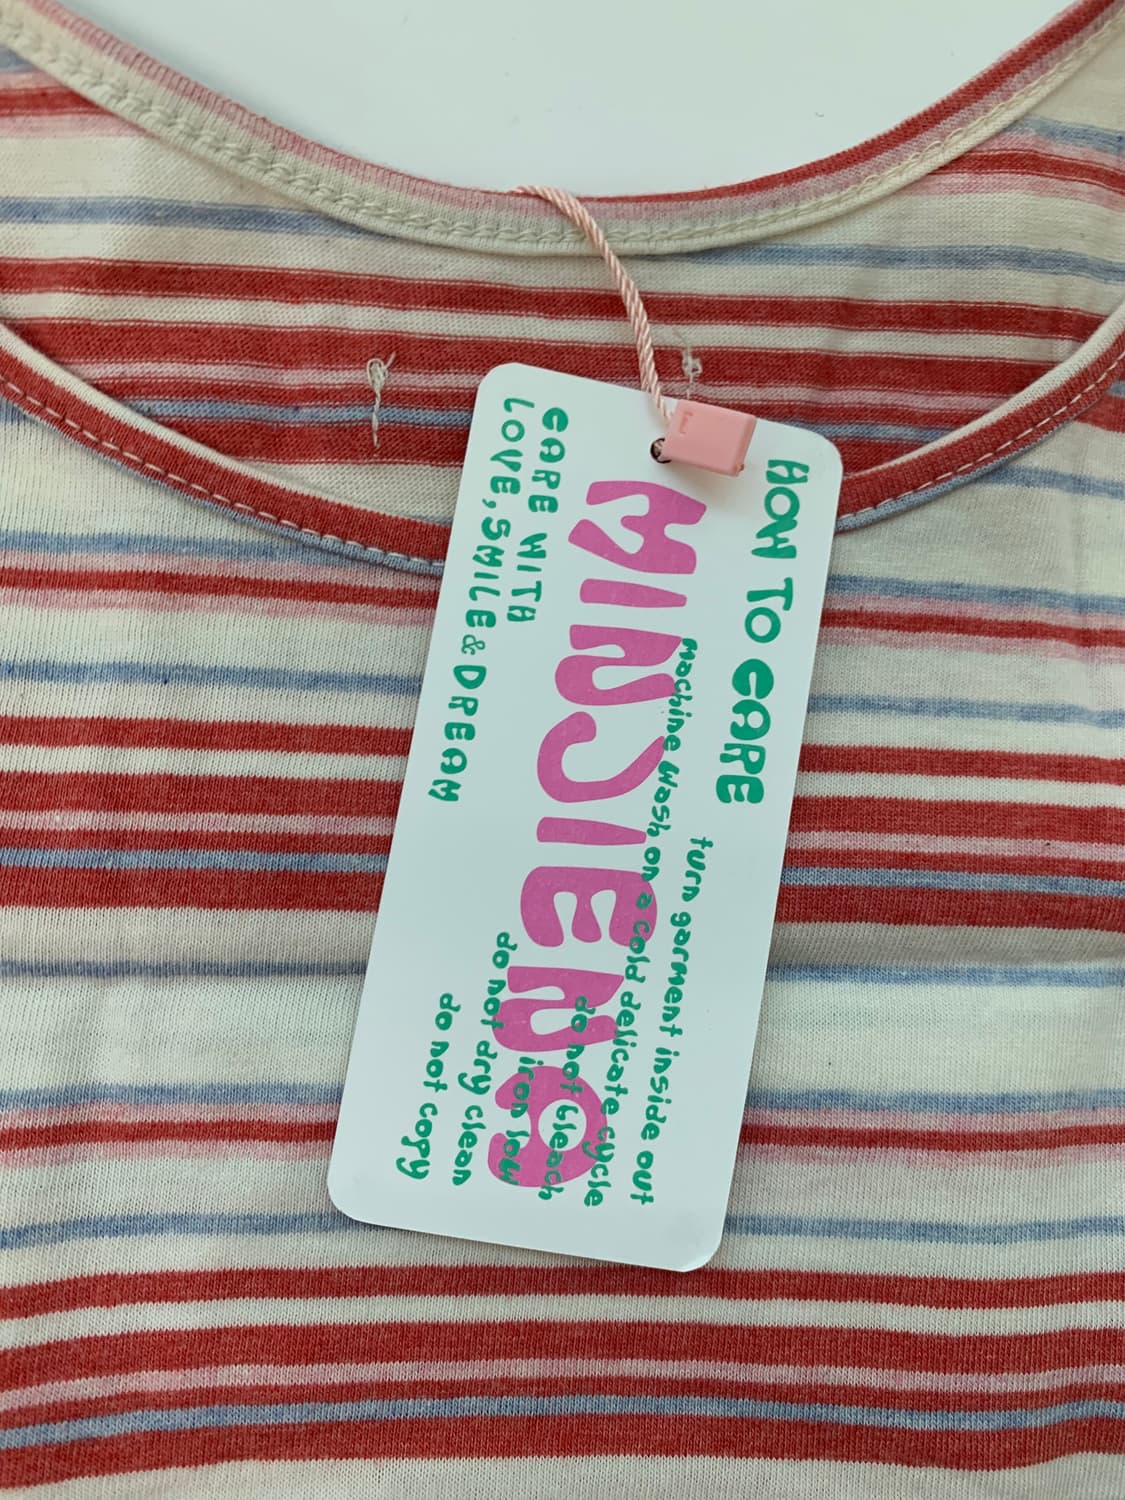 HOW TO CARE
turn garment inside out
machine wash on a cold delicate cycle
do not bleach
iron low
do not dry clean
do not copy
CARE WITH
LOVE,SMILE&DREAM